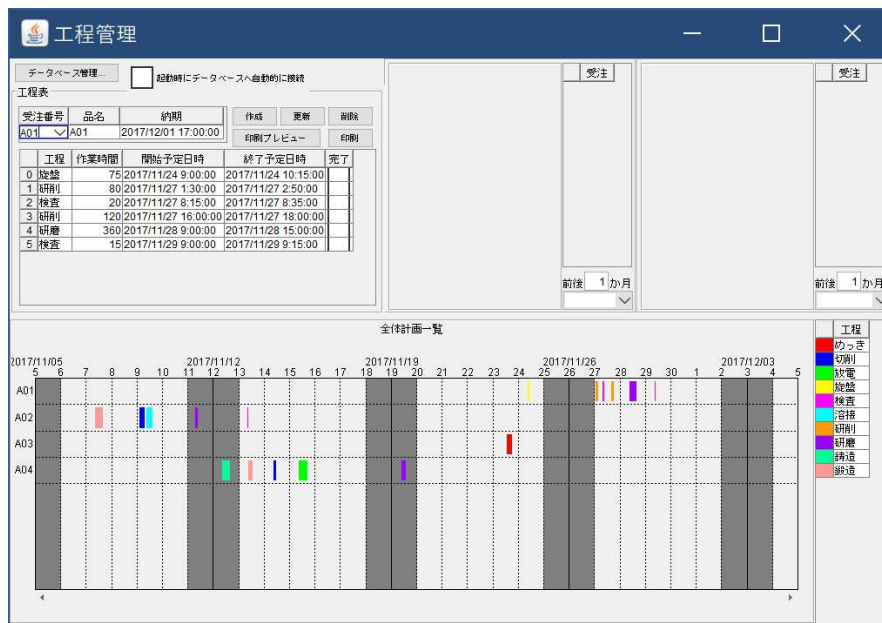 工程管理
データベース管理... 起動時にデータベースへ自動的に接続
工程表
受注番号 品名 納期 作成 更新 削除
A01 A01 2017/12/01 17:00:00 印刷プレビュー 印刷
工程 作業時間 開始予定日時 終了予定日時 完了
0 旋盤 75 2017/11/24 9:00:00 2017/11/24 10:15:00
1 研削 80 2017/11/27 1:30:00 2017/11/27 2:50:00
2 検査 20 2017/11/27 8:15:00 2017/11/27 8:35:00
3 研削 120 2017/11/27 16:00:00 2017/11/27 18:00:00
4 研磨 360 2017/11/28 9:00:00 2017/11/28 15:00:00
5 検査 15 2017/11/29 9:00:00 2017/11/29 9:15:00
受注
前後 1 か月
受注
前後 1 か月
全体計画一覧
2017/11/05 2017/11/12 2017/11/19 2017/11/26 2017/12/03
5 6 7 8 9 10 11 12 13 14 15 16 17 18 19 20 21 22 23 24 25 26 27 28 29 30 1 2 3 4 5
A01
A02
A03
A04
工程
めっき
切削
放電
旋盤
検査
溶接
研削
研磨
鋳造
鍛造